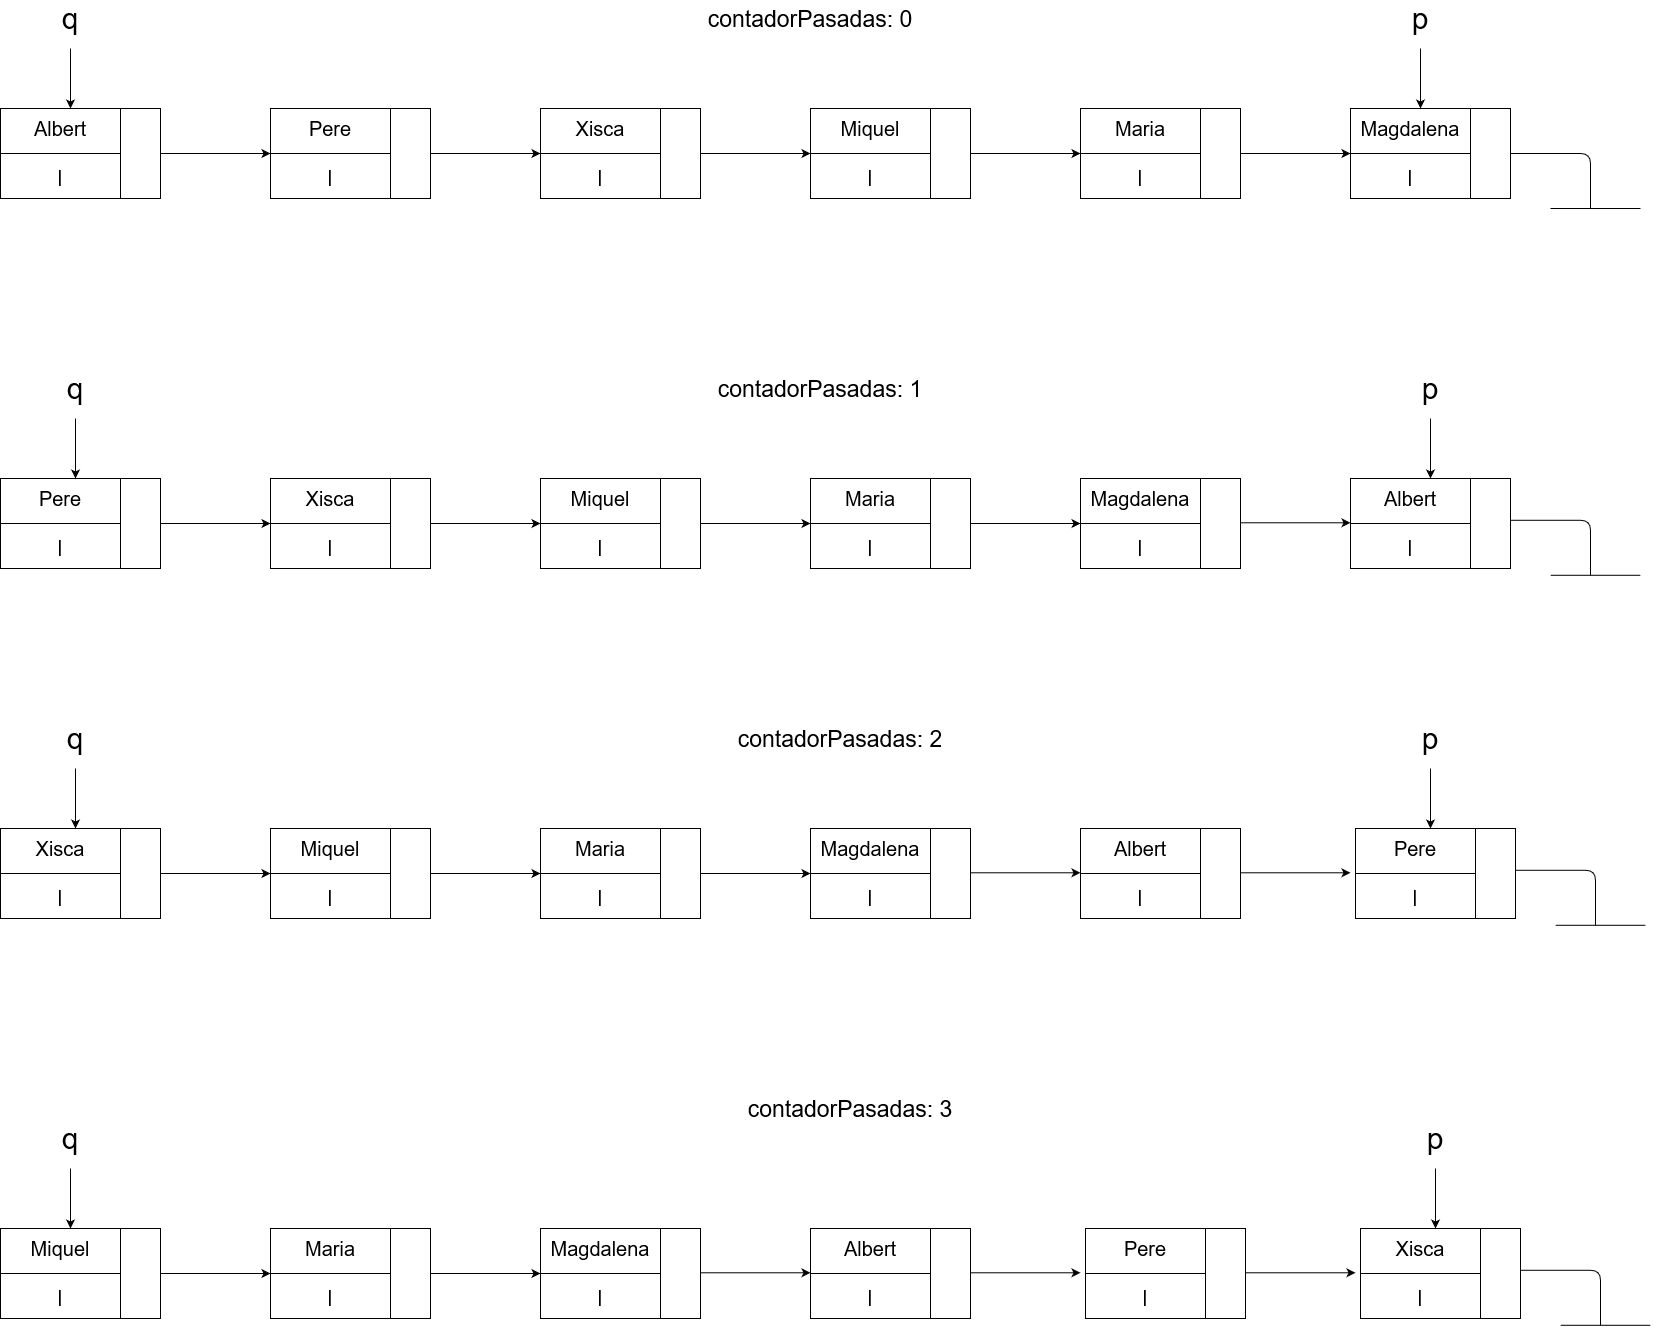 q contadorPasadas: 0 p
Albert Pere Xisca Miquel Maria Magdalena
I I I I I I
q contadorPasadas: 1 p
Pere Xisca Miquel Maria Magdalena Albert
I I I I I I
q contadorPasadas: 2 p
Xisca Miquel Maria Magdalena Albert Pere
I I I I I I
contadorPasadas: 3
q p
Miquel Maria Magdalena Albert Pere Xisca
I I I I I I